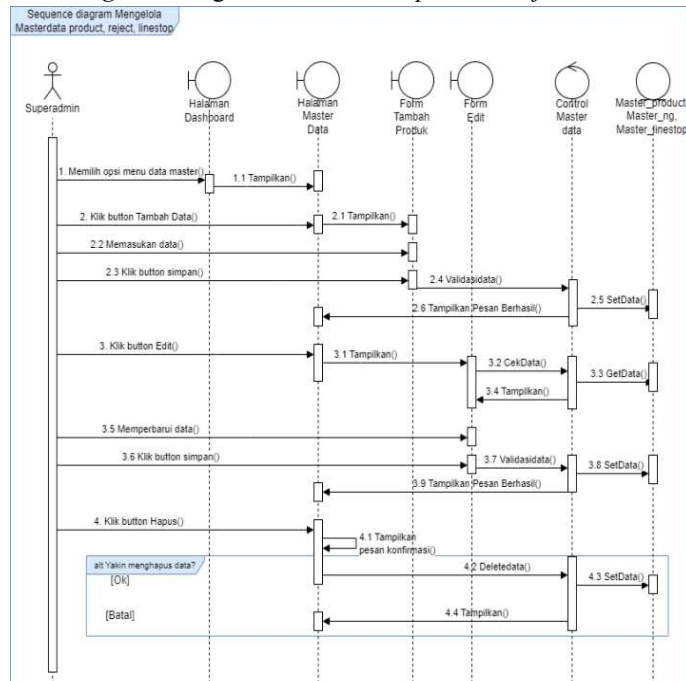 Sequence diagram Mengelola
Masterdata product, reject, linestop
Superadmin
Halaman
Dashboard
Halaman
Master
Data
Form
Tambah
Produk
Form
Edit
Control
Master
data
Master_product
Master_ng,
Master_linestop
1. Memilih opsi menu data master()
1.1 Tampilkan()
2. Klik button Tambah Data()
2.1 Tampilkan()
2.2 Memasukan data()
2.3 Klik button simpan()
2.4 Validasidata()
2.5 SetData()
2.6 Tampilkan Pesan Berhasil()
3. Klik button Edit()
3.1 Tampilkan()
3.2 CekData()
3.3 GetData()
3.4 Tampilkan()
3.5 Memperbarui data()
3.6 Klik button simpan()
3.7 Validasidata()
3.8 SetData()
3.9 Tampilkan Pesan Berhasil()
4. Klik button Hapus()
4.1 Tampilkan
pesan konfirmasi()
alt Yakin menghapus data?
[Ok]
4.2 Deletedata()
4.3 SetData()
[Batal]
4.4 Tampilkan()